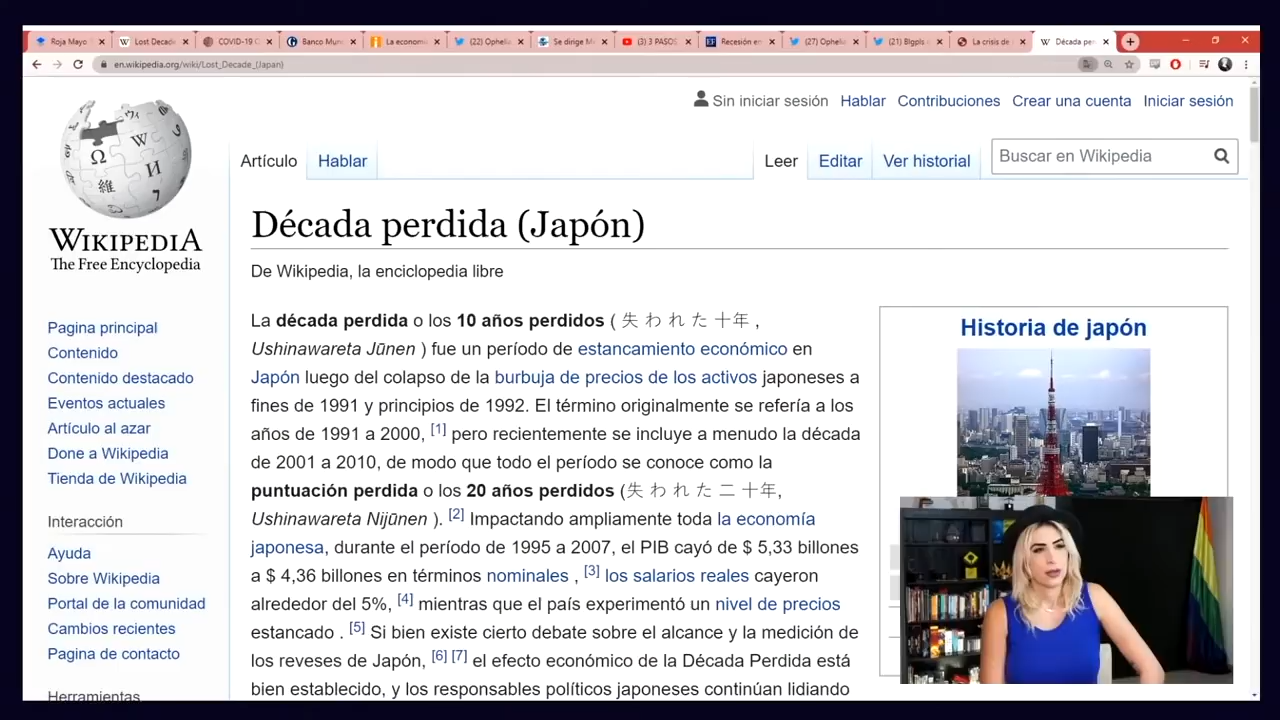 Roja Mayo
Lost Decade
COVID-19 C
Banco Mun
La economi
(22) Ophelia
Se dirige M
(3) 3 PASOS
Recesión en
(27) Ophelia
(21) Blgpls
La crisis de
Década per
en.wikipedia.org/wiki/Lost_Decade_(Japan)
Sin iniciar sesión Hablar Contribuciones Crear una cuenta Iniciar sesión
Artículo Hablar Leer Editar Ver historial Buscar en Wikipedia
WIKIPEDIA
The Free Encyclopedia
Pagina principal
Contenido
Contenido destacado
Eventos actuales
Artículo al azar
Done a Wikipedia
Tienda de Wikipedia
Interacción
Ayuda
Sobre Wikipedia
Portal de la comunidad
Cambios recientes
Pagina de contacto
Herramientas
Década perdida (Japón)
De Wikipedia, la enciclopedia libre
La década perdida o los 10 años perdidos ( 失われた十年 ,
Ushinawareta Jūnen ) fue un período de estancamiento económico en
Japón luego del colapso de la burbuja de precios de los activos japoneses a
fines de 1991 y principios de 1992. El término originalmente se refería a los
años de 1991 a 2000, [1] pero recientemente se incluye a menudo la década
de 2001 a 2010, de modo que todo el período se conoce como la
puntuación perdida o los 20 años perdidos (失われた二十年,
Ushinawareta Nijūnen ). [2] Impactando ampliamente toda la economía
japonesa, durante el período de 1995 a 2007, el PIB cayó de $ 5,33 billones
a $ 4,36 billones en términos nominales , [3] los salarios reales cayeron
alrededor del 5%, [4] mientras que el país experimentó un nivel de precios
estancado . [5] Si bien existe cierto debate sobre el alcance y la medición de
los reveses de Japón, [6] [7] el efecto económico de la Década Perdida está
bien establecido, y los responsables políticos japoneses continúan lidiando
Historia de japón